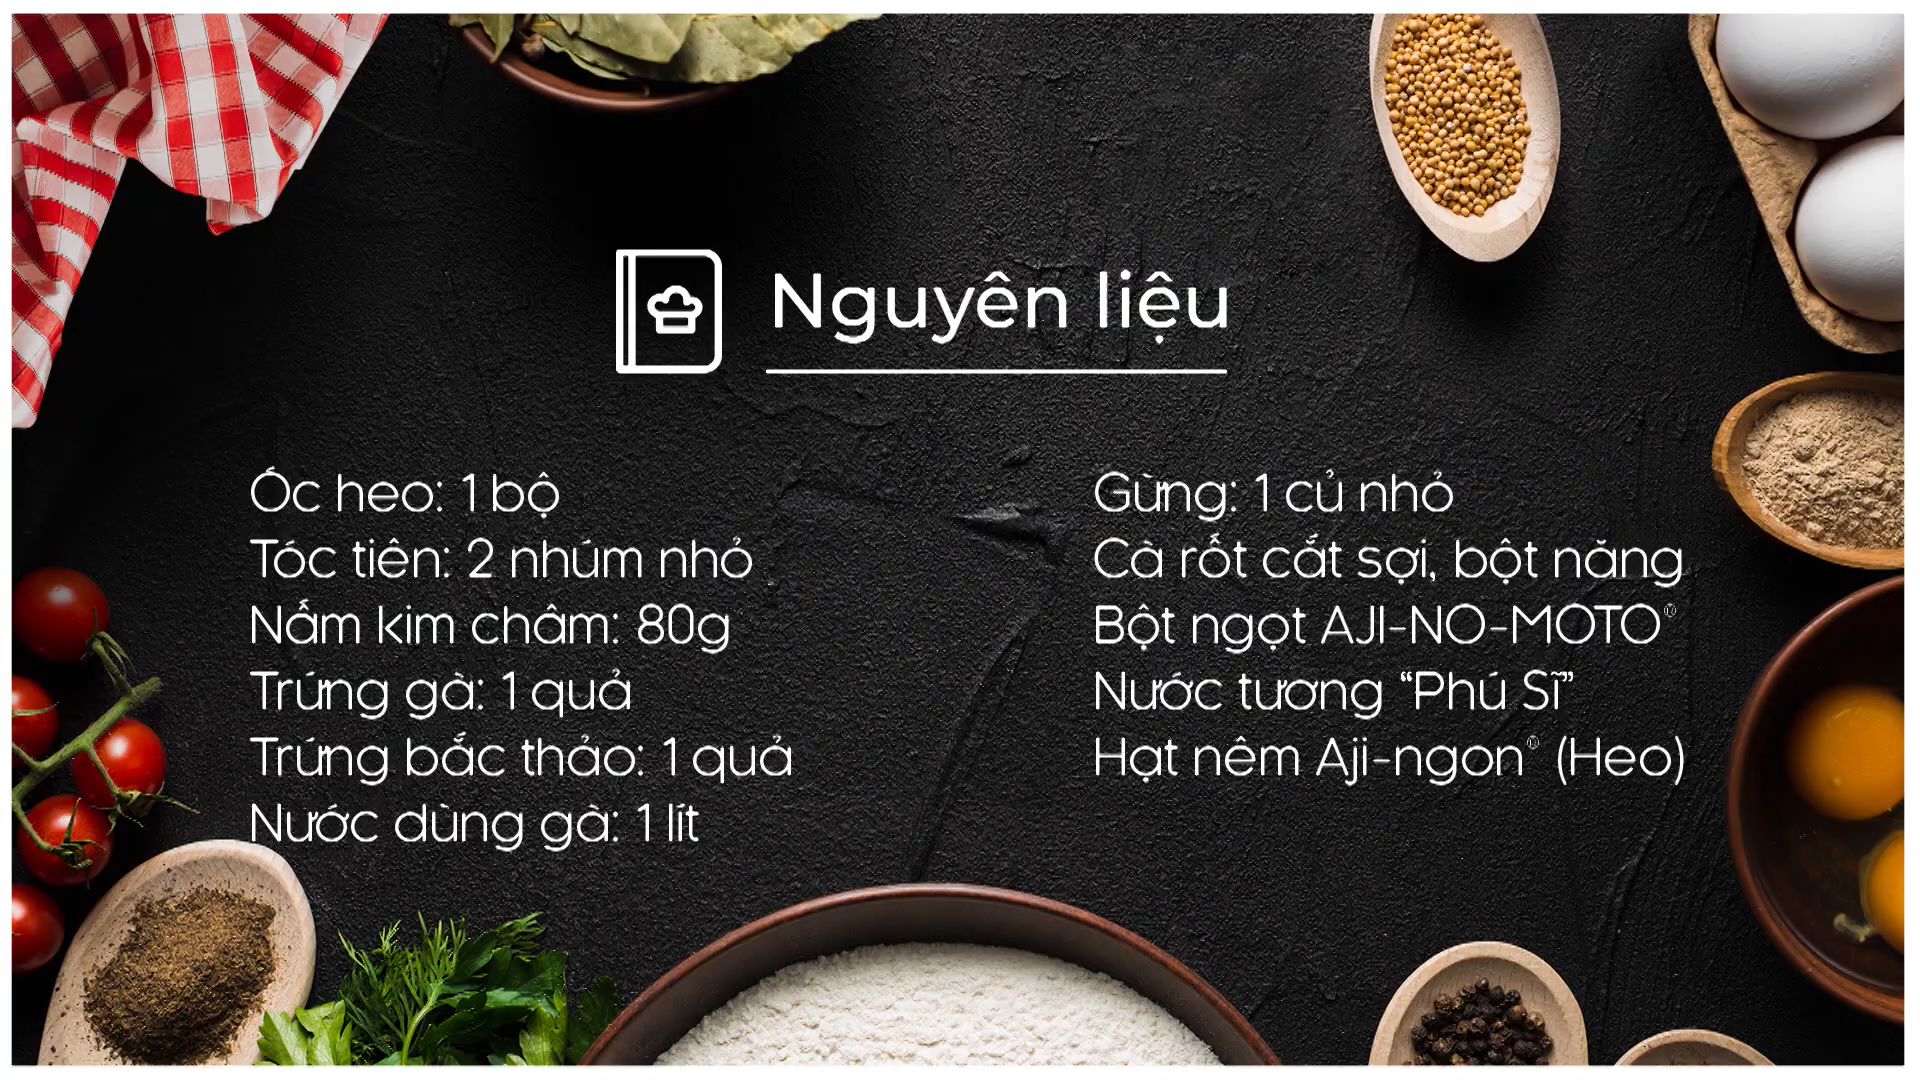 Nguyên liệu
Óc heo: 1 bộ
Tóc tiên: 2 nhúm nhỏ
Nấm kim châm: 80g
Trứng gà: 1 quả
Trứng bắc thảo: 1 quả
Nước dùng gà: 1 lít
Gừng: 1 củ nhỏ
Cà rốt cắt sợi, bột năng
Bột ngọt AJI-NO-MOTO®
Nước tương “Phú Sĩ”
Hạt nêm Aji-ngon® (Heo)